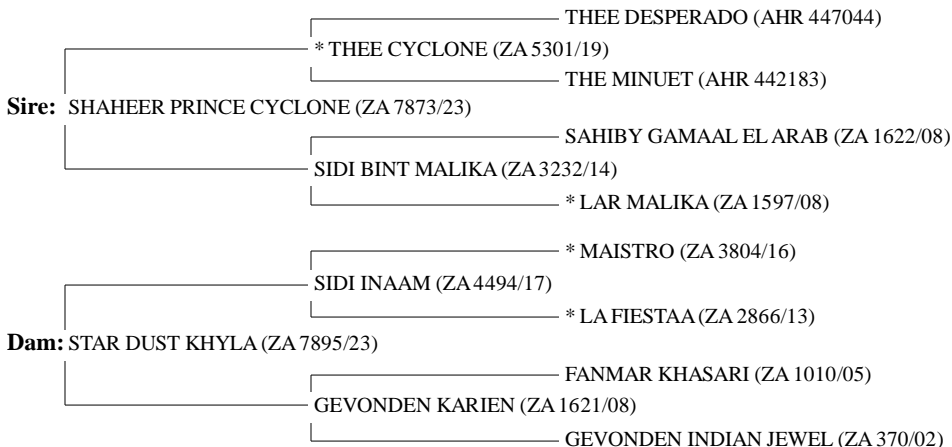 THEE DESPERADO (AHR 447044)
* THEE CYCLONE (ZA 5301/19)
THE MINUET (AHR 442183)
Sire: SHAHEER PRINCE CYCLONE (ZA 7873/23)
SAHIBY GAMAAL EL ARAB (ZA 1622/08)
SIDI BINT MALIKA (ZA 3232/14)
* LAR MALIKA (ZA 1597/08)
* MAISTRO (ZA 3804/16)
SIDI INAAM (ZA 4494/17)
* LA FIESTAA (ZA 2866/13)
Dam: STAR DUST KHYLA (ZA 7895/23)
FANMAR KHASARI (ZA 1010/05)
GEVONDEN KARIEN (ZA 1621/08)
GEVONDEN INDIAN JEWEL (ZA 370/02)